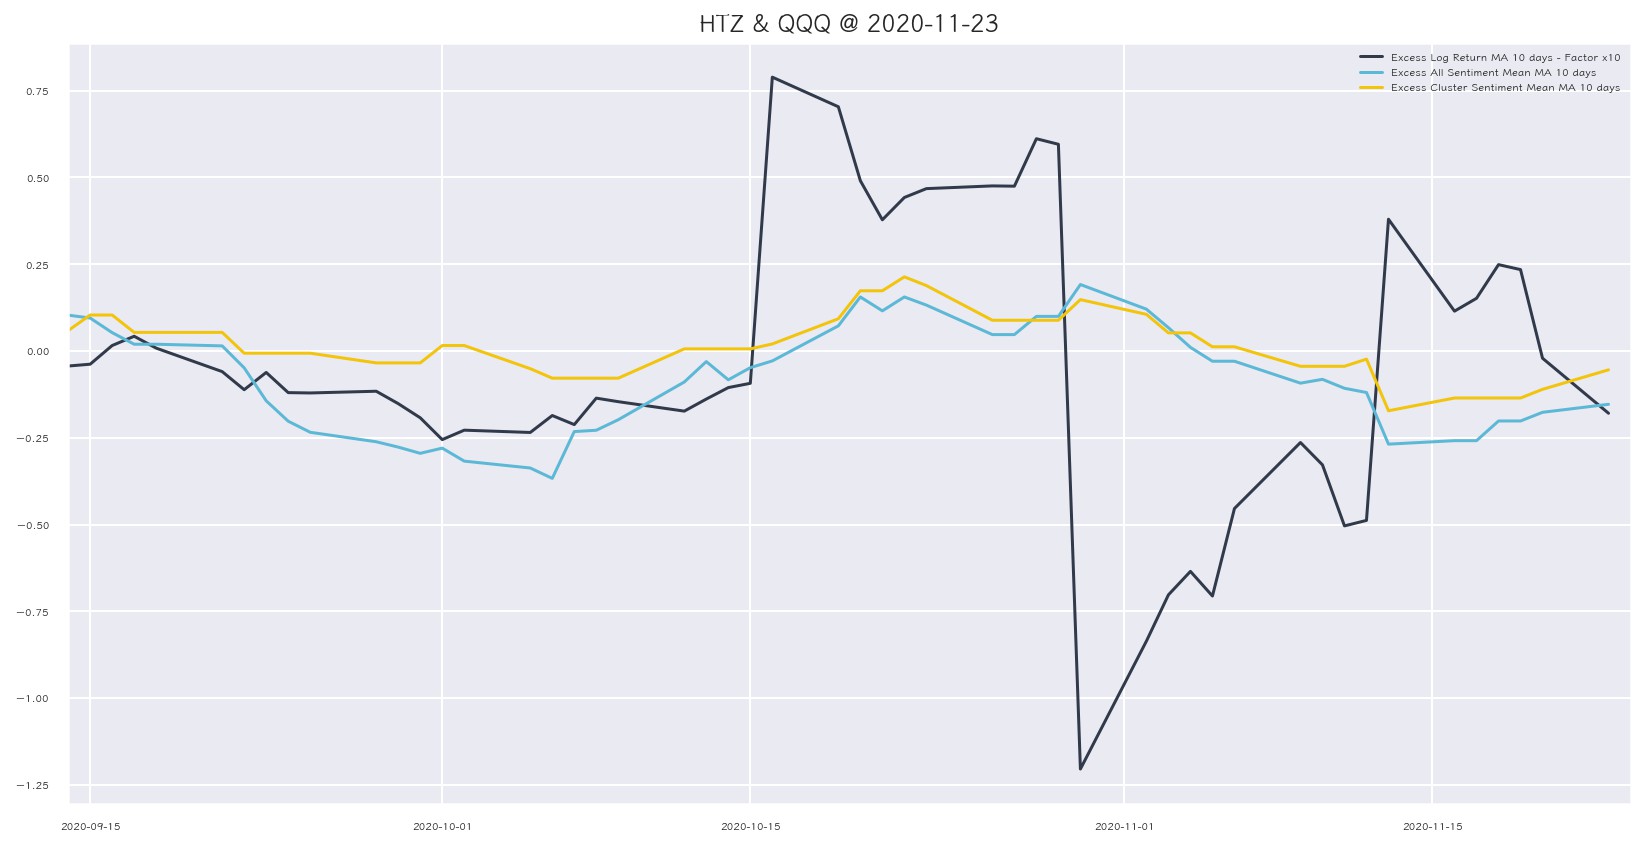 HTZ & QQQ @ 2020-11-23
Excess Log Return MA 10 days - Factor x10
Excess All Sentiment Mean MA 10 days
Excess Cluster Sentiment Mean MA 10 days
0.75
0.50
0.25
0.00
−0.25
−0.50
−0.75
−1.00
−1.25
2020-09-15 2020-10-01 2020-10-15 2020-11-01 2020-11-15